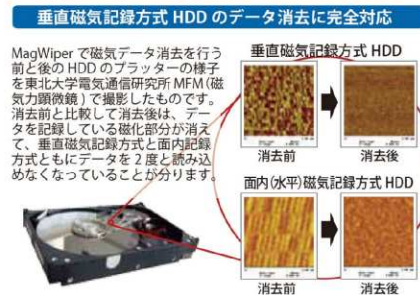 垂直磁気記録方式 HDD のデータ消去に完全対応
MagWiper で磁気データ消去を行う
前と後の HDD のプラッターの様子
を東北大学電気通信研究所 MFM (磁
気力顕微鏡) で撮影したものです。
消去前と比較して消去後は、デー
タを記録している磁化部分が消え
て、垂直磁気記録方式と面内記録
方式ともにデータを 2 度と読み込
めなくなっていることが分ります。
垂直磁気記録方式 HDD
消去前
消去後
面内(水平)磁気記録方式 HDD
消去前
消去後